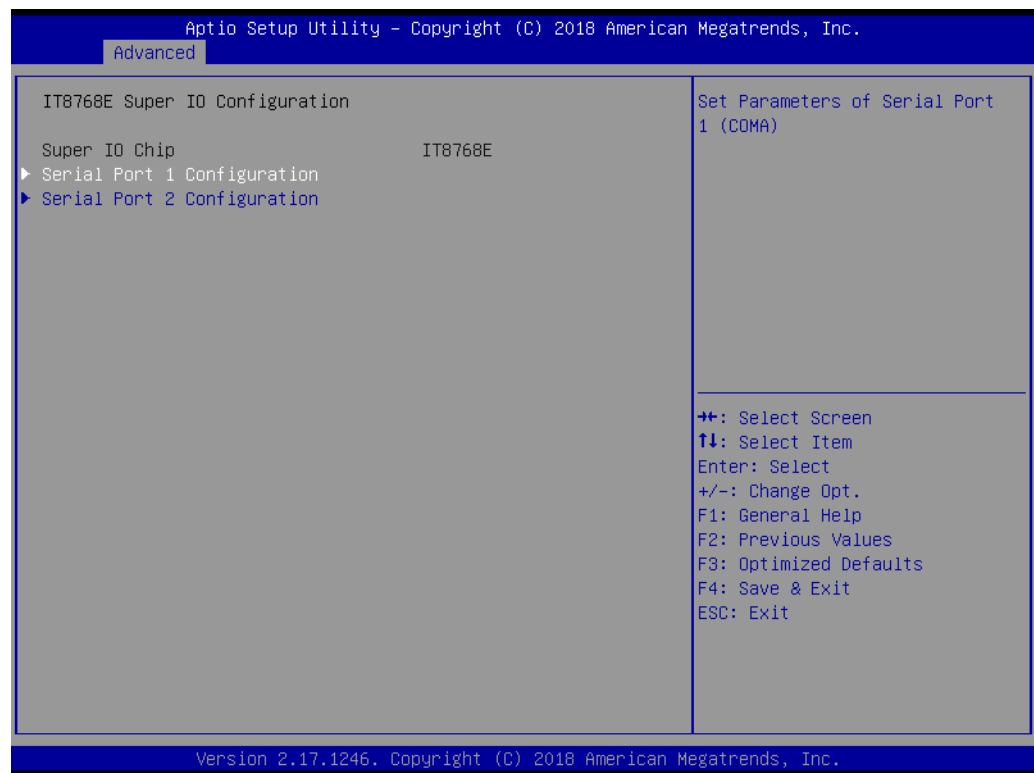 Aptio Setup Utility – Copyright (C) 2018 American Megatrends, Inc.
Advanced
IT8768E Super IO Configuration
Super IO Chip IT8768E
▶ Serial Port 1 Configuration
▶ Serial Port 2 Configuration
Set Parameters of Serial Port
1 (COMA)
→←: Select Screen
↑↓: Select Item
Enter: Select
+/-: Change Opt.
F1: General Help
F2: Previous Values
F3: Optimized Defaults
F4: Save & Exit
ESC: Exit
Version 2.17.1246. Copyright (C) 2018 American Megatrends, Inc.